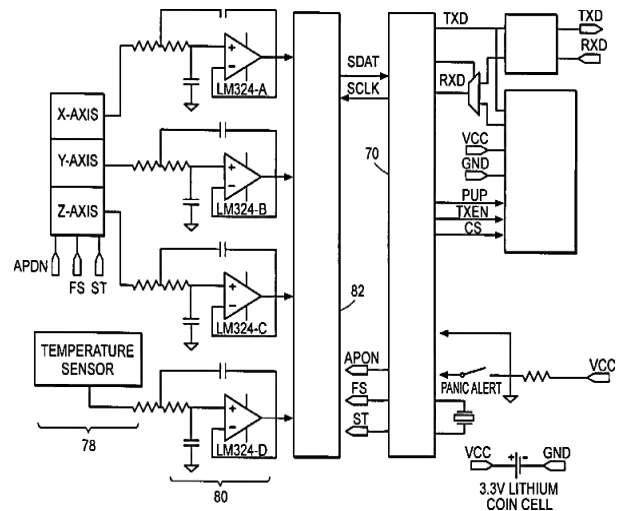 X-AXIS
Y-AXIS
Z-AXIS
APDN
FS
ST
TEMPERATURE
SENSOR
78
LM324-A
LM324-B
LM324-C
LM324-D
80
82
SDAT
SCLK
70
APON
FS
ST
TXD
RXD
TXD
RXD
VCC
GND
PUP
TXEN
CS
PANIC ALERT
VCC
VCC
GND
3.3V LITHIUM
COIN CELL